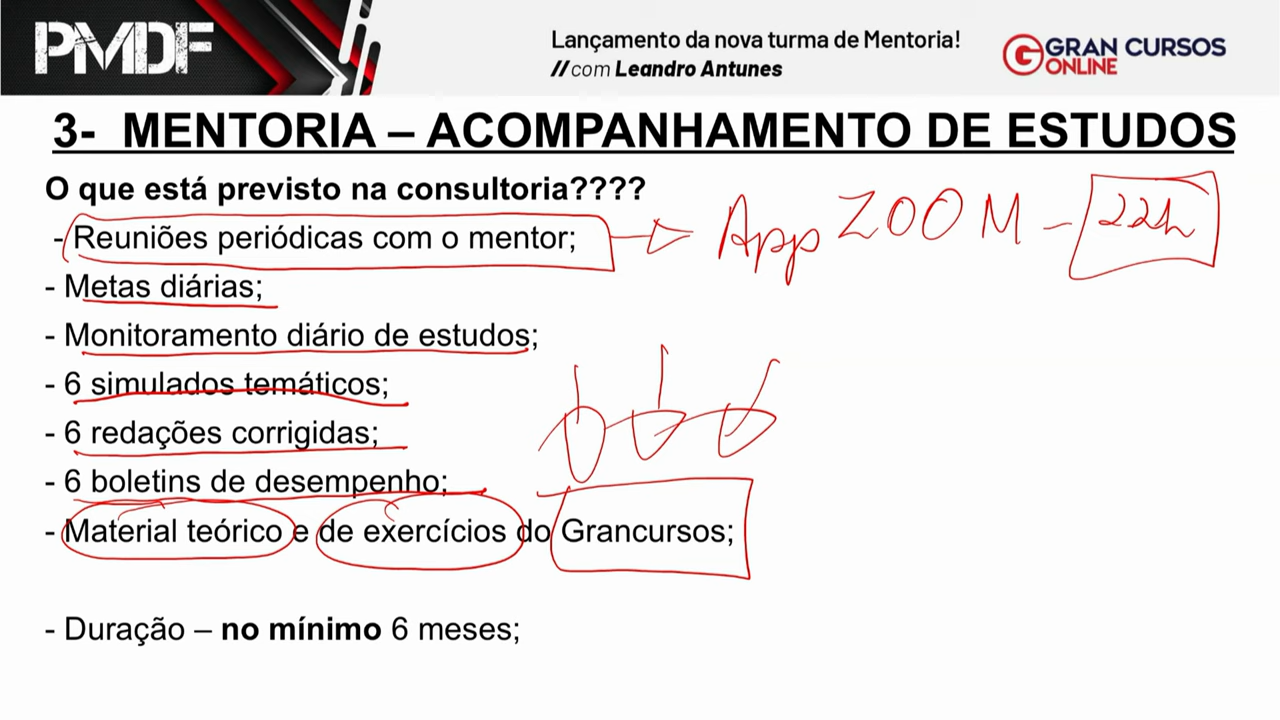 PMDF
Lançamento da nova turma de Mentoria!
// com Leandro Antunes
GRAN CURSOS
ONLINE
3- MENTORIA – ACOMPANHAMENTO DE ESTUDOS
O que está previsto na consultoria????
- Reuniões periódicas com o mentor;
App ZOOM - 22h
- Metas diárias;
- Monitoramento diário de estudos;
- 6 simulados temáticos;
- 6 redações corrigidas;
- 6 boletins de desempenho;
- Material teórico e de exercícios do Grancursos;
- Duração – no mínimo 6 meses;